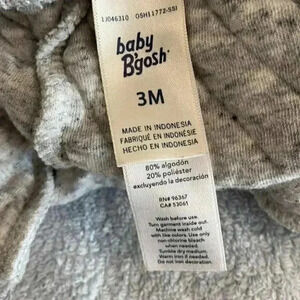 1J046310 OSH11772-SSI
baby
B'gosh
3M
MADE IN INDONESIA
FABRIQUÉ EN INDONÉSIE
HECHO EN INDONESIA
80% algodón
20% poliéster
excluyendo la decoración
RN# 96367
CA# 53061
Wash before use.
Turn garment inside out.
Machine wash cold
with like colors. Use only
non-chlorine bleach
when needed.
Tumble dry medium.
Warm iron if needed.
Do not iron decoration.